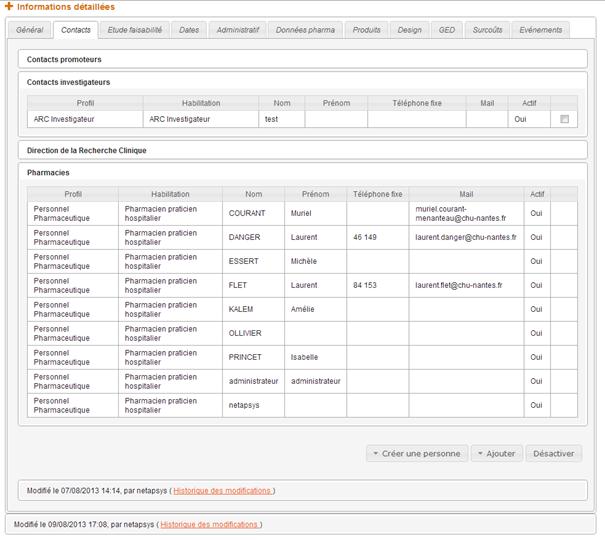 Informations détaillées
Général Contacts Etude faisabilité Dates Administratif Données pharma Produits Design GED Surcoûts Evénements
Contacts promoteurs
Contacts investigateurs
Profil Habilitation Nom Prénom Téléphone fixe Mail Actif
ARC Investigateur ARC Investigateur test Oui
Direction de la Recherche Clinique
Pharmacies
Profil Habilitation Nom Prénom Téléphone fixe Mail Actif
Personnel Pharmaceutique Pharmacien praticien hospitalier COURANT Muriel muriel.courant-menanteau@chu-nantes.fr Oui
Personnel Pharmaceutique Pharmacien praticien hospitalier DANGER Laurent 46 149 laurent.danger@chu-nantes.fr Oui
Personnel Pharmaceutique Pharmacien praticien hospitalier ESSERT Michèle Oui
Personnel Pharmaceutique Pharmacien praticien hospitalier FLET Laurent 84 153 laurent.flet@chu-nantes.fr Oui
Personnel Pharmaceutique Pharmacien praticien hospitalier KALEM Amélie Oui
Personnel Pharmaceutique Pharmacien praticien hospitalier OLLIVIER Oui
Personnel Pharmaceutique Pharmacien praticien hospitalier PRINCET Isabelle Oui
Personnel Pharmaceutique Pharmacien praticien hospitalier administrateur administrateur Oui
Personnel Pharmaceutique Pharmacien praticien hospitalier netapsys Oui
Créer une personne Ajouter Désactiver
Modifié le 07/08/2013 14:14, par netapsys ( Historique des modifications )
Modifié le 09/08/2013 17:08, par netapsys ( Historique des modifications )